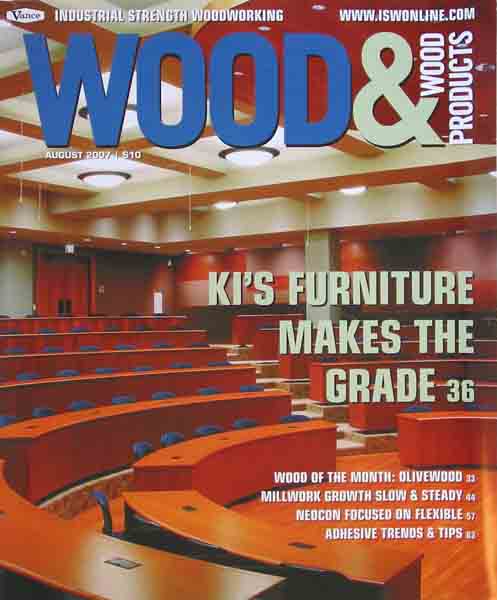 Vance INDUSTRIAL STRENGTH WOODWORKING WWW.ISWONLINE.COM
WOOD & WOOD PRODUCTS
AUGUST 2007 | $10
KI'S FURNITURE
MAKES THE
GRADE 36
WOOD OF THE MONTH: OLIVEWOOD 33
MILLWORK GROWTH SLOW & STEADY 44
NEOCON FOCUSED ON FLEXIBLE 57
ADHESIVE TRENDS & TIPS 63